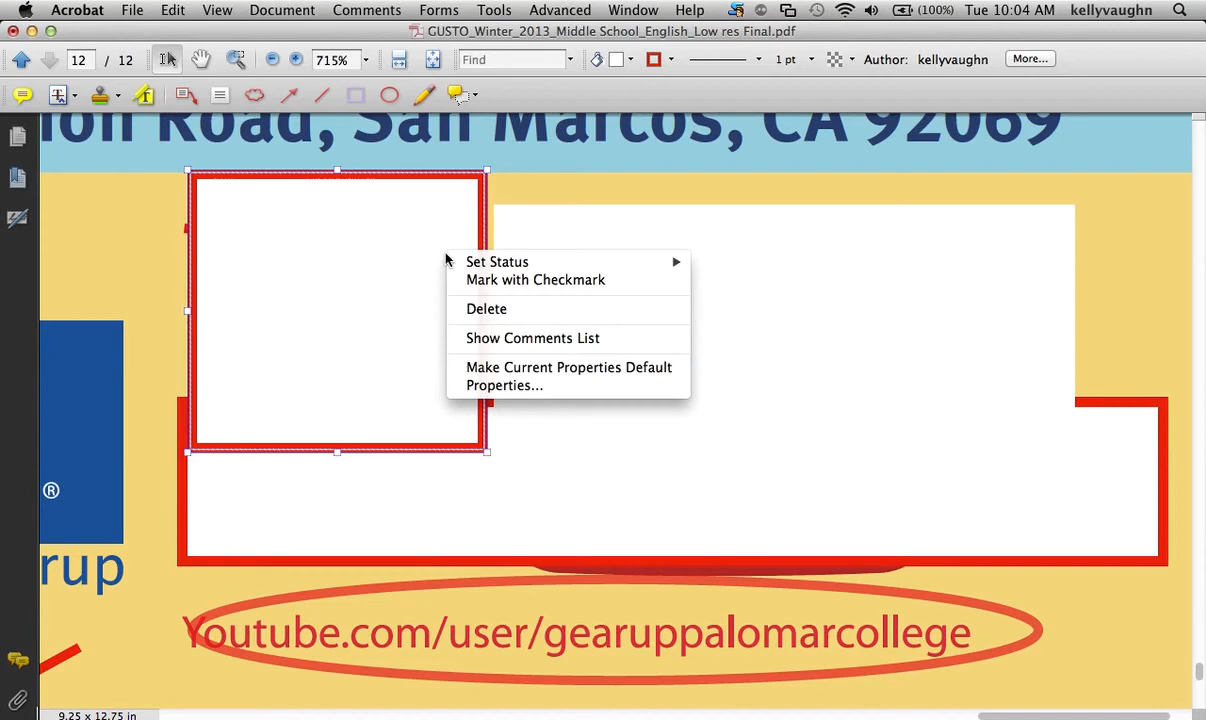 Acrobat File Edit View Document Comments Forms Tools Advanced Window Help (100%) Tue 10:04 AM kellyvaughn
GUSTO_Winter_2013_Middle School_English_Low res Final.pdf
12 / 12 715% Find 1 pt Author: kellyvaughn More...
ion Road, San Marcos, CA 92069
Set Status
Mark with Checkmark
Delete
Show Comments List
Make Current Properties Default
Properties...
®
rup
Youtube.com/user/gearuppalomarcollege
9.25 x 12.75 in